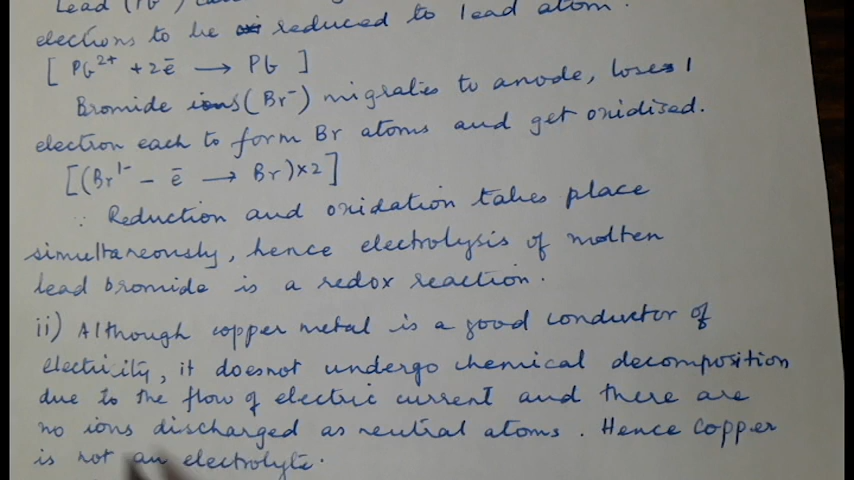 Lead (Pb
elections to be reduced to lead atom.
[ Pb²⁺ + 2ē → Pb ]
Bromide ions (Br⁻) migrates to anode, loses 1
electron each to form Br atoms and get oxidised.
[(Br¹⁻ - ē → Br)×2]
∵ Reduction and oxidation takes place
simultaneously, hence electrolysis of molten
lead bromide is a redox reaction.
ii) Although copper metal is a good conductor of
electricity, it doesnot undergo chemical decomposition
due to the flow of electric current and there are
no ions discharged as neutral atoms. Hence copper
is not an electrolyte.